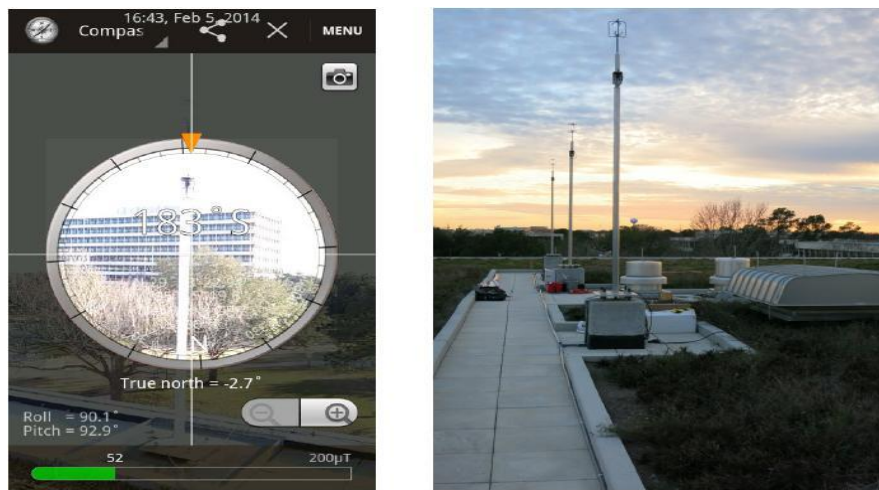 16:43, Feb 5, 2014
Compas
MENU
183° S
N
True north = -2.7°
Roll = 90.1°
Pitch = 92.9°
52 200µT